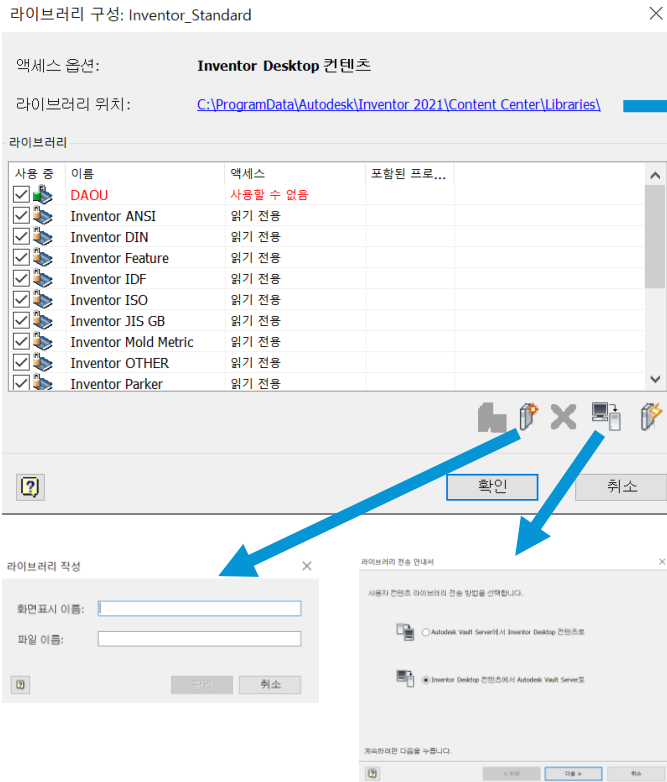 라이브러리 구성: Inventor_Standard
액세스 옵션: Inventor Desktop 컨텐츠
라이브러리 위치: C:\ProgramData\Autodesk\Inventor 2021\Content Center\Libraries\
라이브러리
사용 중 이름 액세스 포함된 프로...
DAOU 사용할 수 없음
Inventor ANSI 읽기 전용
Inventor DIN 읽기 전용
Inventor Feature 읽기 전용
Inventor IDF 읽기 전용
Inventor ISO 읽기 전용
Inventor JIS GB 읽기 전용
Inventor Mold Metric 읽기 전용
Inventor OTHER 읽기 전용
Inventor Parker 읽기 전용
확인 취소
라이브러리 작성
화면표시 이름:
파일 이름:
확인 취소
라이브러리 전송 안내서
사용자 컨텐츠 라이브러리 전송 방법을 선택합니다.
Autodesk Vault Server에서 Inventor Desktop 컨텐츠로
Inventor Desktop 컨텐츠에서 Autodesk Vault Server로
계속하려면 다음을 누릅니다.
< 뒤로 다음 > 취소